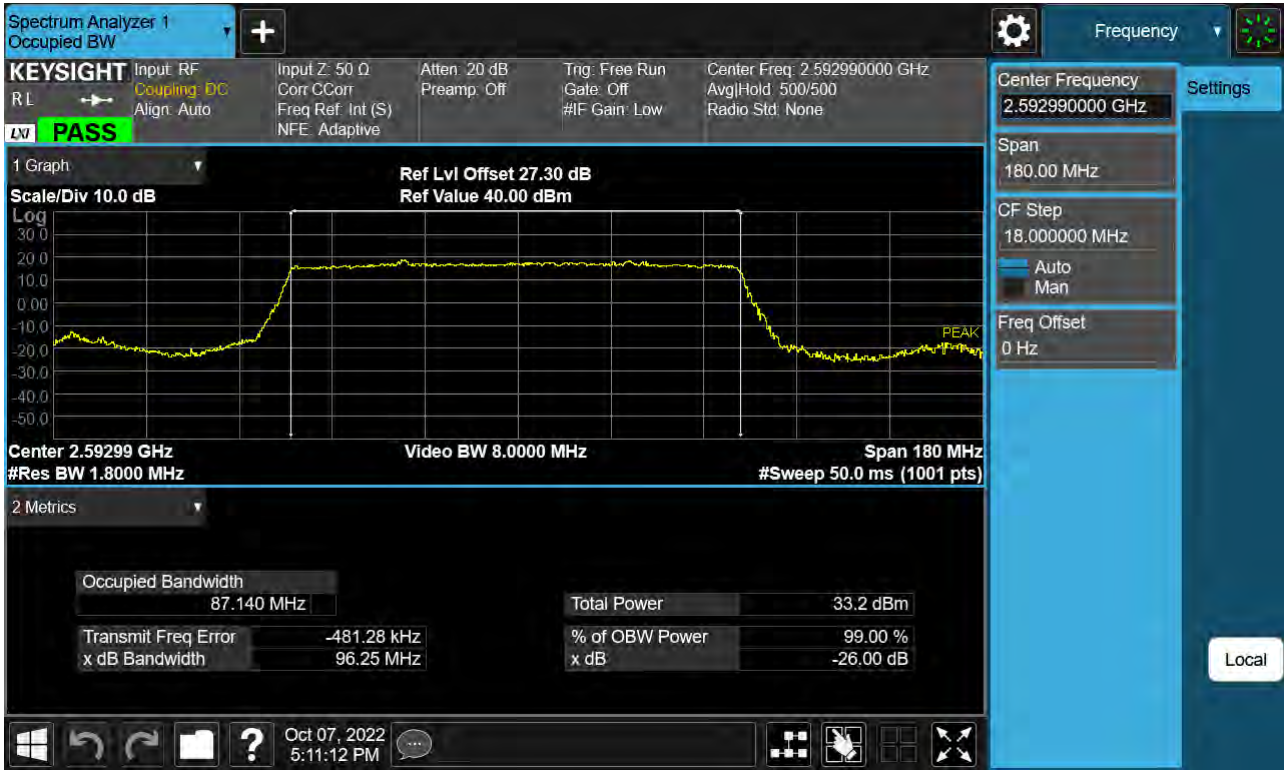 Spectrum Analyzer 1
Occupied BW
Frequency
KEYSIGHT
R L
LXI
PASS
Input: RF
Coupling: DC
Align: Auto
Input Z: 50 Ω
Corr CCorr
Freq Ref: Int (S)
NFE: Adaptive
Atten: 20 dB
Preamp: Off
Trig: Free Run
Gate: Off
#IF Gain: Low
Center Freq: 2.592990000 GHz
Avg|Hold: 500/500
Radio Std: None
Center Frequency
2.592990000 GHz
Settings
Span
180.00 MHz
CF Step
18.000000 MHz
Auto
Man
Freq Offset
0 Hz
Local
1 Graph
Scale/Div 10.0 dB
Ref Lvl Offset 27.30 dB
Ref Value 40.00 dBm
Log
30.0
20.0
10.0
0.00
-10.0
-20.0
-30.0
-40.0
-50.0
PEAK
Center 2.59299 GHz
#Res BW 1.8000 MHz
Video BW 8.0000 MHz
Span 180 MHz
#Sweep 50.0 ms (1001 pts)
2 Metrics
Occupied Bandwidth
87.140 MHz
Transmit Freq Error -481.28 kHz
x dB Bandwidth 96.25 MHz
Total Power 33.2 dBm
% of OBW Power 99.00 %
x dB -26.00 dB
?
Oct 07, 2022
5:11:12 PM